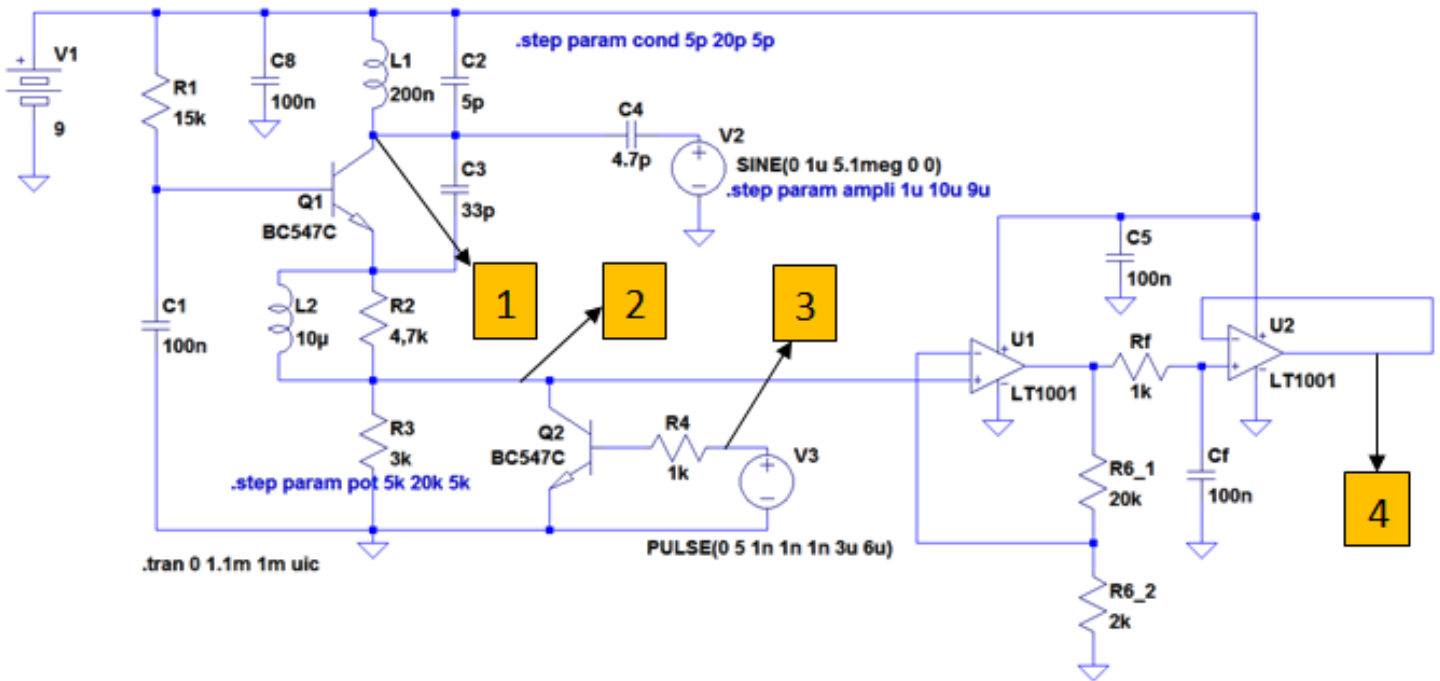 .step param cond 5p 20p 5p
V1
9
R1
15k
C8
100n
L1
200n
C2
5p
C4
4.7p
V2
SINE(0 1u 5.1meg 0 0)
.step param ampli 1u 10u 9u
C3
33p
Q1
BC547C
C1
100n
L2
10µ
R2
4,7k
1
2
3
C5
100n
U1
LT1001
Rf
1k
U2
LT1001
R3
3k
.step param pot 5k 20k 5k
Q2
BC547C
R4
1k
V3
PULSE(0 5 1n 1n 1n 3u 6u)
R6_1
20k
Cf
100n
4
.tran 0 1.1m 1m uic
R6_2
2k